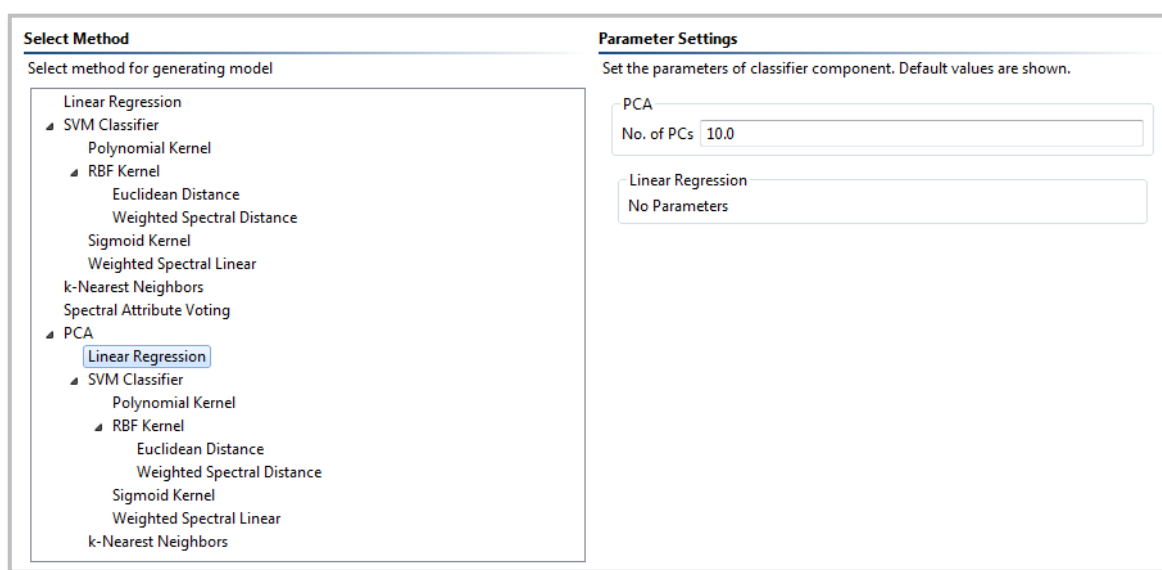 Select Method
Select method for generating model
Linear Regression
SVM Classifier
Polynomial Kernel
RBF Kernel
Euclidean Distance
Weighted Spectral Distance
Sigmoid Kernel
Weighted Spectral Linear
k-Nearest Neighbors
Spectral Attribute Voting
PCA
Linear Regression
SVM Classifier
Polynomial Kernel
RBF Kernel
Euclidean Distance
Weighted Spectral Distance
Sigmoid Kernel
Weighted Spectral Linear
k-Nearest Neighbors
Parameter Settings
Set the parameters of classifier component. Default values are shown.
PCA
No. of PCs 10.0
Linear Regression
No Parameters